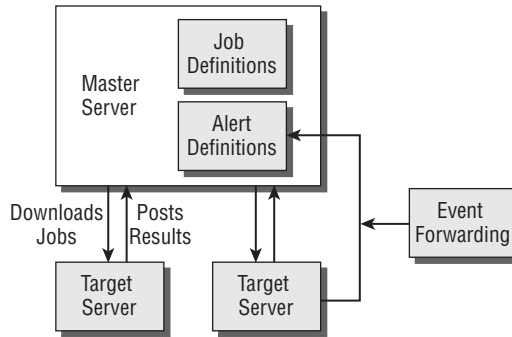 Job
Definitions
Master
Server
Alert
Definitions
Downloads
Jobs
Posts
Results
Event
Forwarding
Target
Server
Target
Server